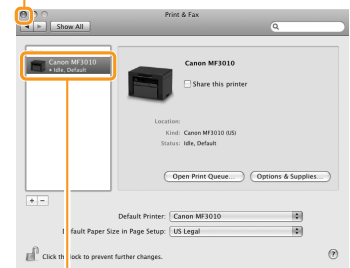 Print & Fax
Show All
Canon MF3010
• Idle, Default
Canon MF3010
Share this printer
Location:
Kind: Canon MF3010 (US)
Status: Idle, Default
Open Print Queue... Options & Supplies...
+ −
Default Printer: Canon MF3010
Default Paper Size in Page Setup: US Legal
Click the lock to prevent further changes. ?